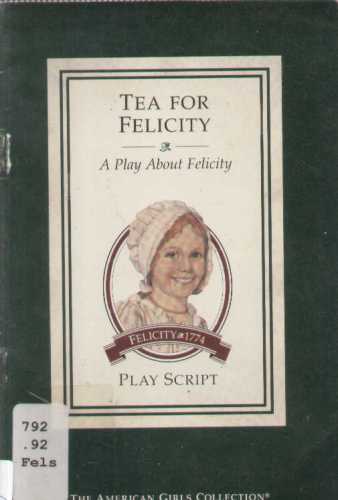 TEA FOR
FELICITY
A Play About Felicity
FELICITY 1774
PLAY SCRIPT
792
.92
Fels
THE AMERICAN GIRLS COLLECTION®